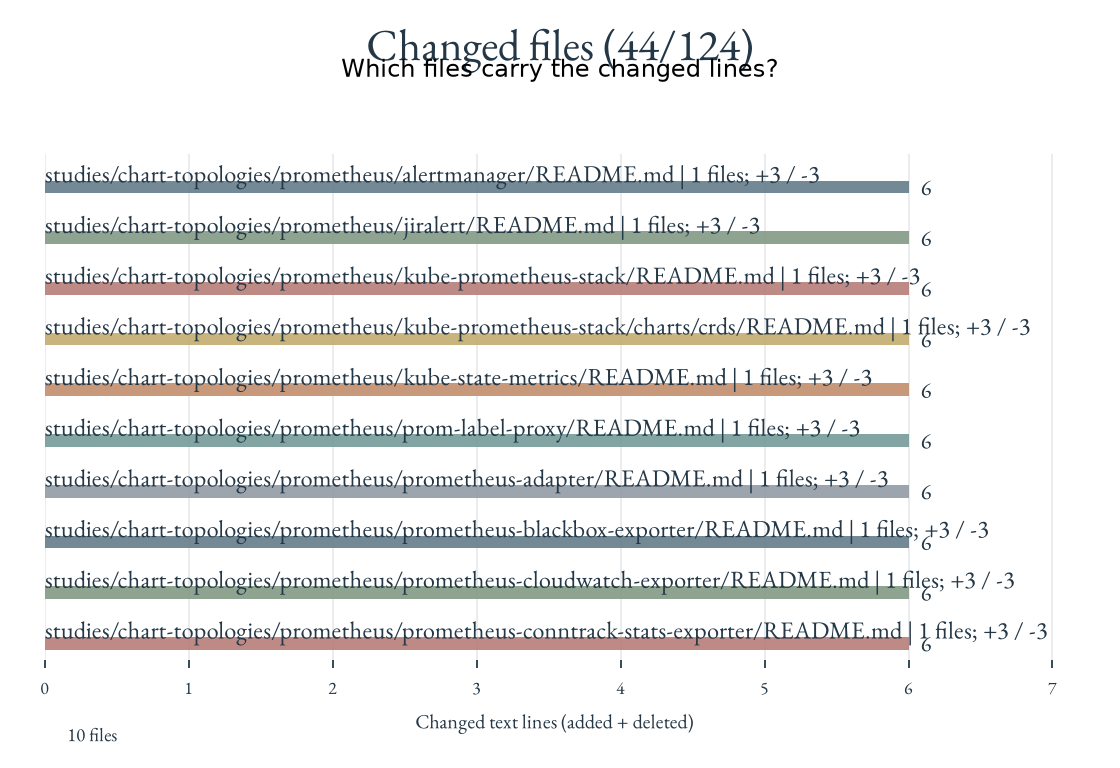 Changed files (44/124)
Which files carry the changed lines?
studies/chart-topologies/prometheus/alertmanager/README.md | 1 files; +3 / -3
6
studies/chart-topologies/prometheus/jiralert/README.md | 1 files; +3 / -3
6
studies/chart-topologies/prometheus/kube-prometheus-stack/README.md | 1 files; +3 / -3
6
studies/chart-topologies/prometheus/kube-prometheus-stack/charts/crds/README.md | 1 files; +3 / -3
6
studies/chart-topologies/prometheus/kube-state-metrics/README.md | 1 files; +3 / -3
6
studies/chart-topologies/prometheus/prom-label-proxy/README.md | 1 files; +3 / -3
6
studies/chart-topologies/prometheus/prometheus-adapter/README.md | 1 files; +3 / -3
6
studies/chart-topologies/prometheus/prometheus-blackbox-exporter/README.md | 1 files; +3 / -3
6
studies/chart-topologies/prometheus/prometheus-cloudwatch-exporter/README.md | 1 files; +3 / -3
6
studies/chart-topologies/prometheus/prometheus-conntrack-stats-exporter/README.md | 1 files; +3 / -3
6
0 1 2 3 4 5 6 7
Changed text lines (added + deleted)
10 files